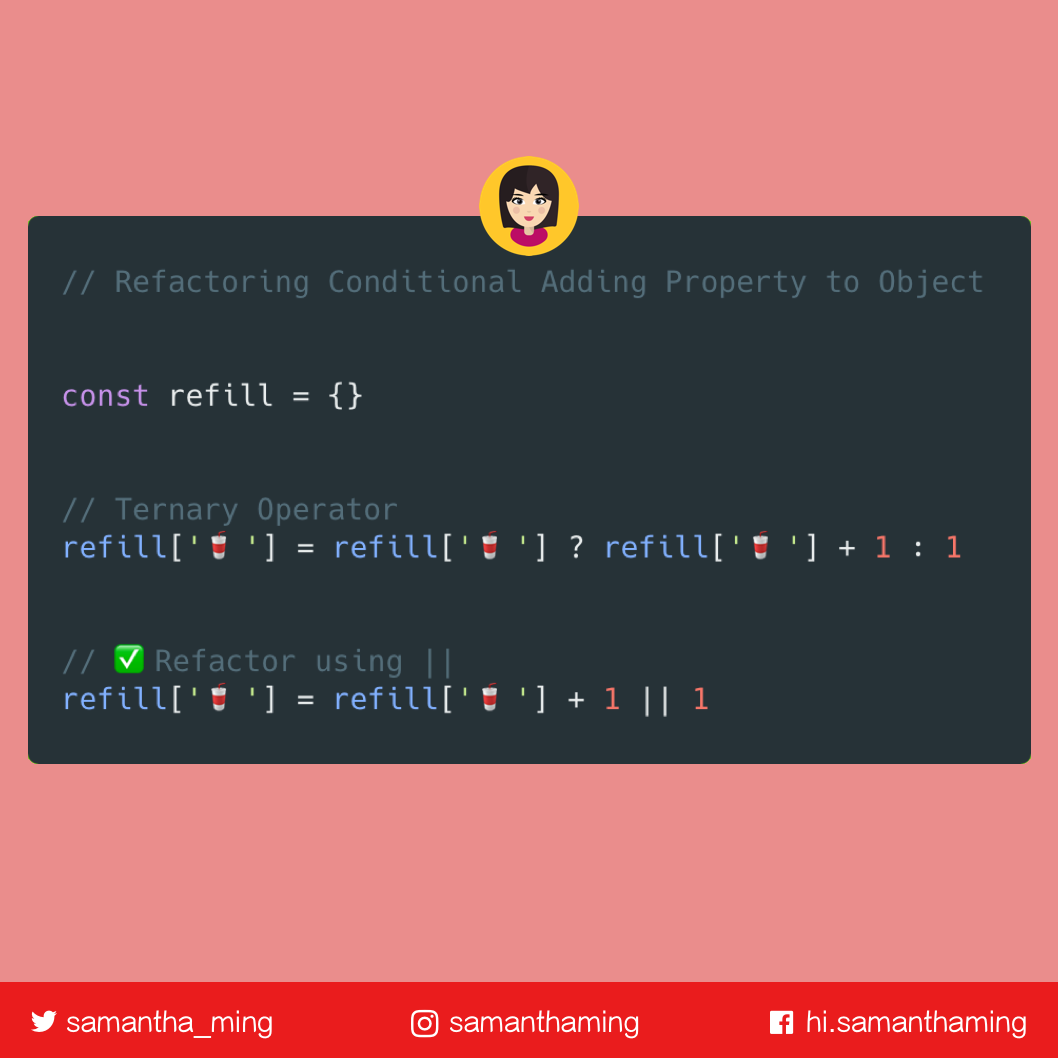 // Refactoring Conditional Adding Property to Object
const refill = {}
// Ternary Operator
refill['🥤 '] = refill['🥤 '] ? refill['🥤 '] + 1 : 1
// ✅ Refactor using ||
refill['🥤 '] = refill['🥤 '] + 1 || 1
samantha_ming
samanthaming
hi.samanthaming